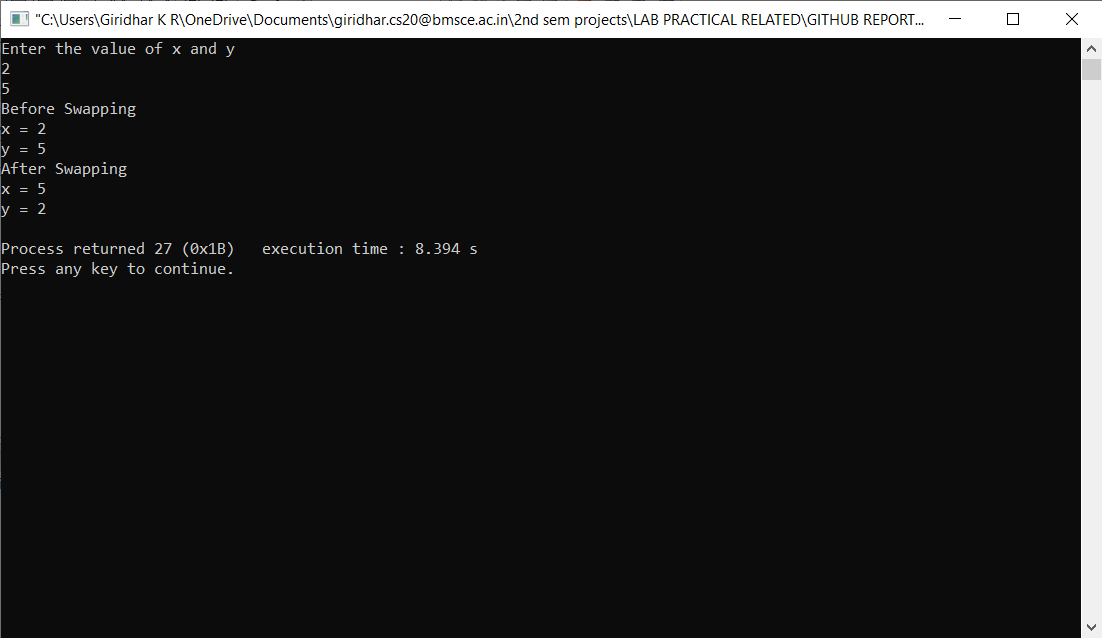 "C:\Users\Giridhar K R\OneDrive\Documents\giridhar.cs20@bmsce.ac.in\2nd sem projects\LAB PRACTICAL RELATED\GITHUB REPORT...
Enter the value of x and y
2
5
Before Swapping
x = 2
y = 5
After Swapping
x = 5
y = 2
Process returned 27 (0x1B)   execution time : 8.394 s
Press any key to continue.